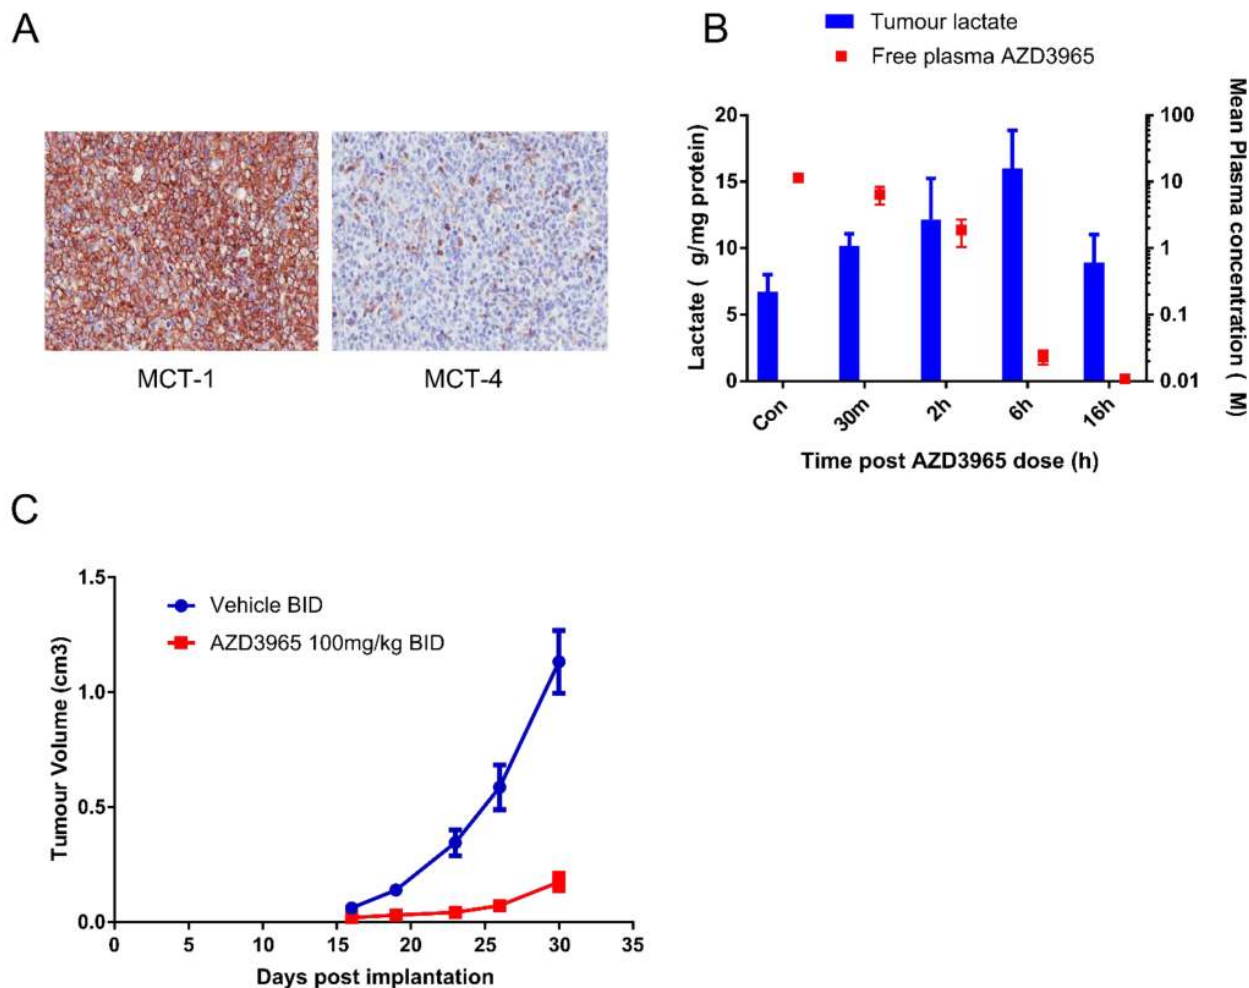 A
MCT-1 MCT-4
B
Tumour lactate
Free plasma AZD3965
Lactate ( g/mg protein)
20
15
10
5
0
100
10
1
0.1
0.01
Mean Plasma concentration ( M)
Con 30m 2h 6h 16h
Time post AZD3965 dose (h)
C
Vehicle BID
AZD3965 100mg/kg BID
Tumour Volume (cm3)
1.5
1.0
0.5
0.0
0 5 10 15 20 25 30 35
Days post implantation